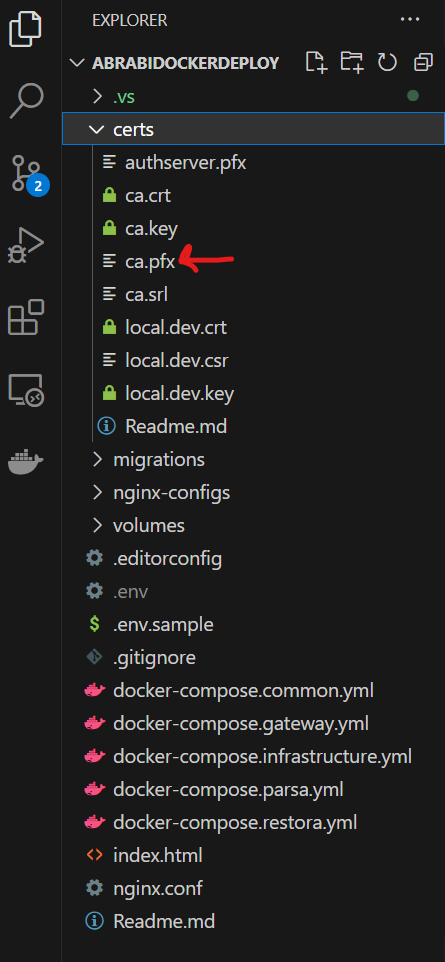 EXPLORER
ABRABIDOCKERDEPLOY
.vs
certs
authserver.pfx
ca.crt
ca.key
ca.pfx
ca.srl
local.dev.crt
local.dev.csr
local.dev.key
Readme.md
migrations
nginx-configs
volumes
.editorconfig
.env
.env.sample
.gitignore
docker-compose.common.yml
docker-compose.gateway.yml
docker-compose.infrastructure.yml
docker-compose.parsa.yml
docker-compose.restora.yml
index.html
nginx.conf
Readme.md
2